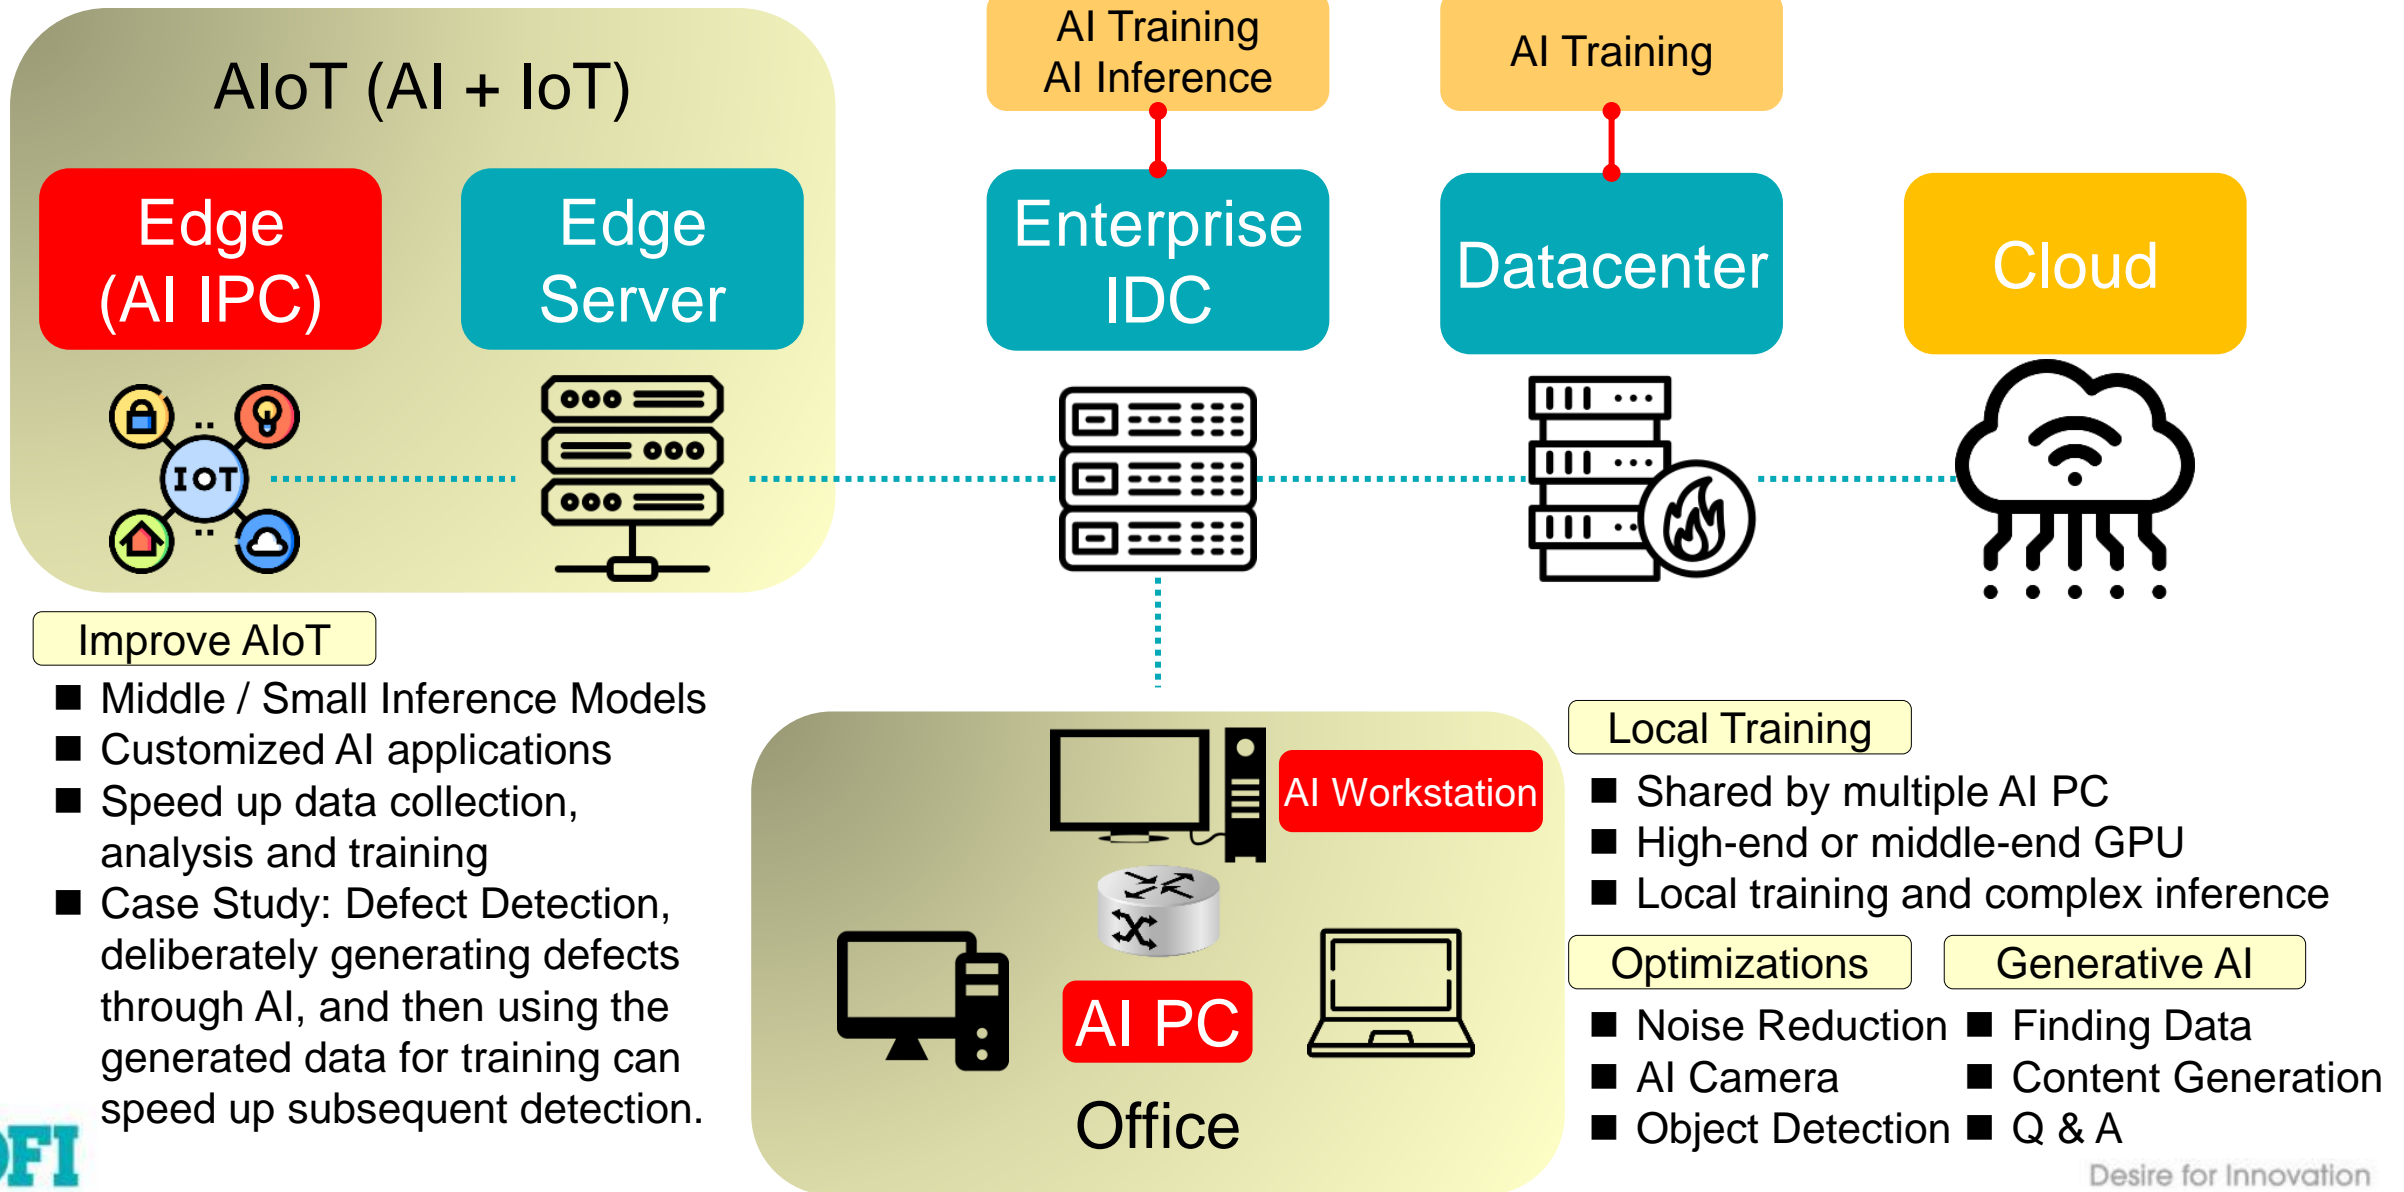 AIoT (AI + IoT)
AI Training
AI Inference
AI Training
Edge
(AI IPC)
Edge
Server
Enterprise
IDC
Datacenter
Cloud
IOT
Improve AIoT
Middle / Small Inference Models
Customized AI applications
Speed up data collection,
analysis and training
Case Study: Defect Detection,
deliberately generating defects
through AI, and then using the
generated data for training can
speed up subsequent detection.
AI Workstation
AI PC
Office
Local Training
Shared by multiple AI PC
High-end or middle-end GPU
Local training and complex inference
Optimizations
Noise Reduction
AI Camera
Object Detection
Generative AI
Finding Data
Content Generation
Q & A
FI
Desire for Innovation